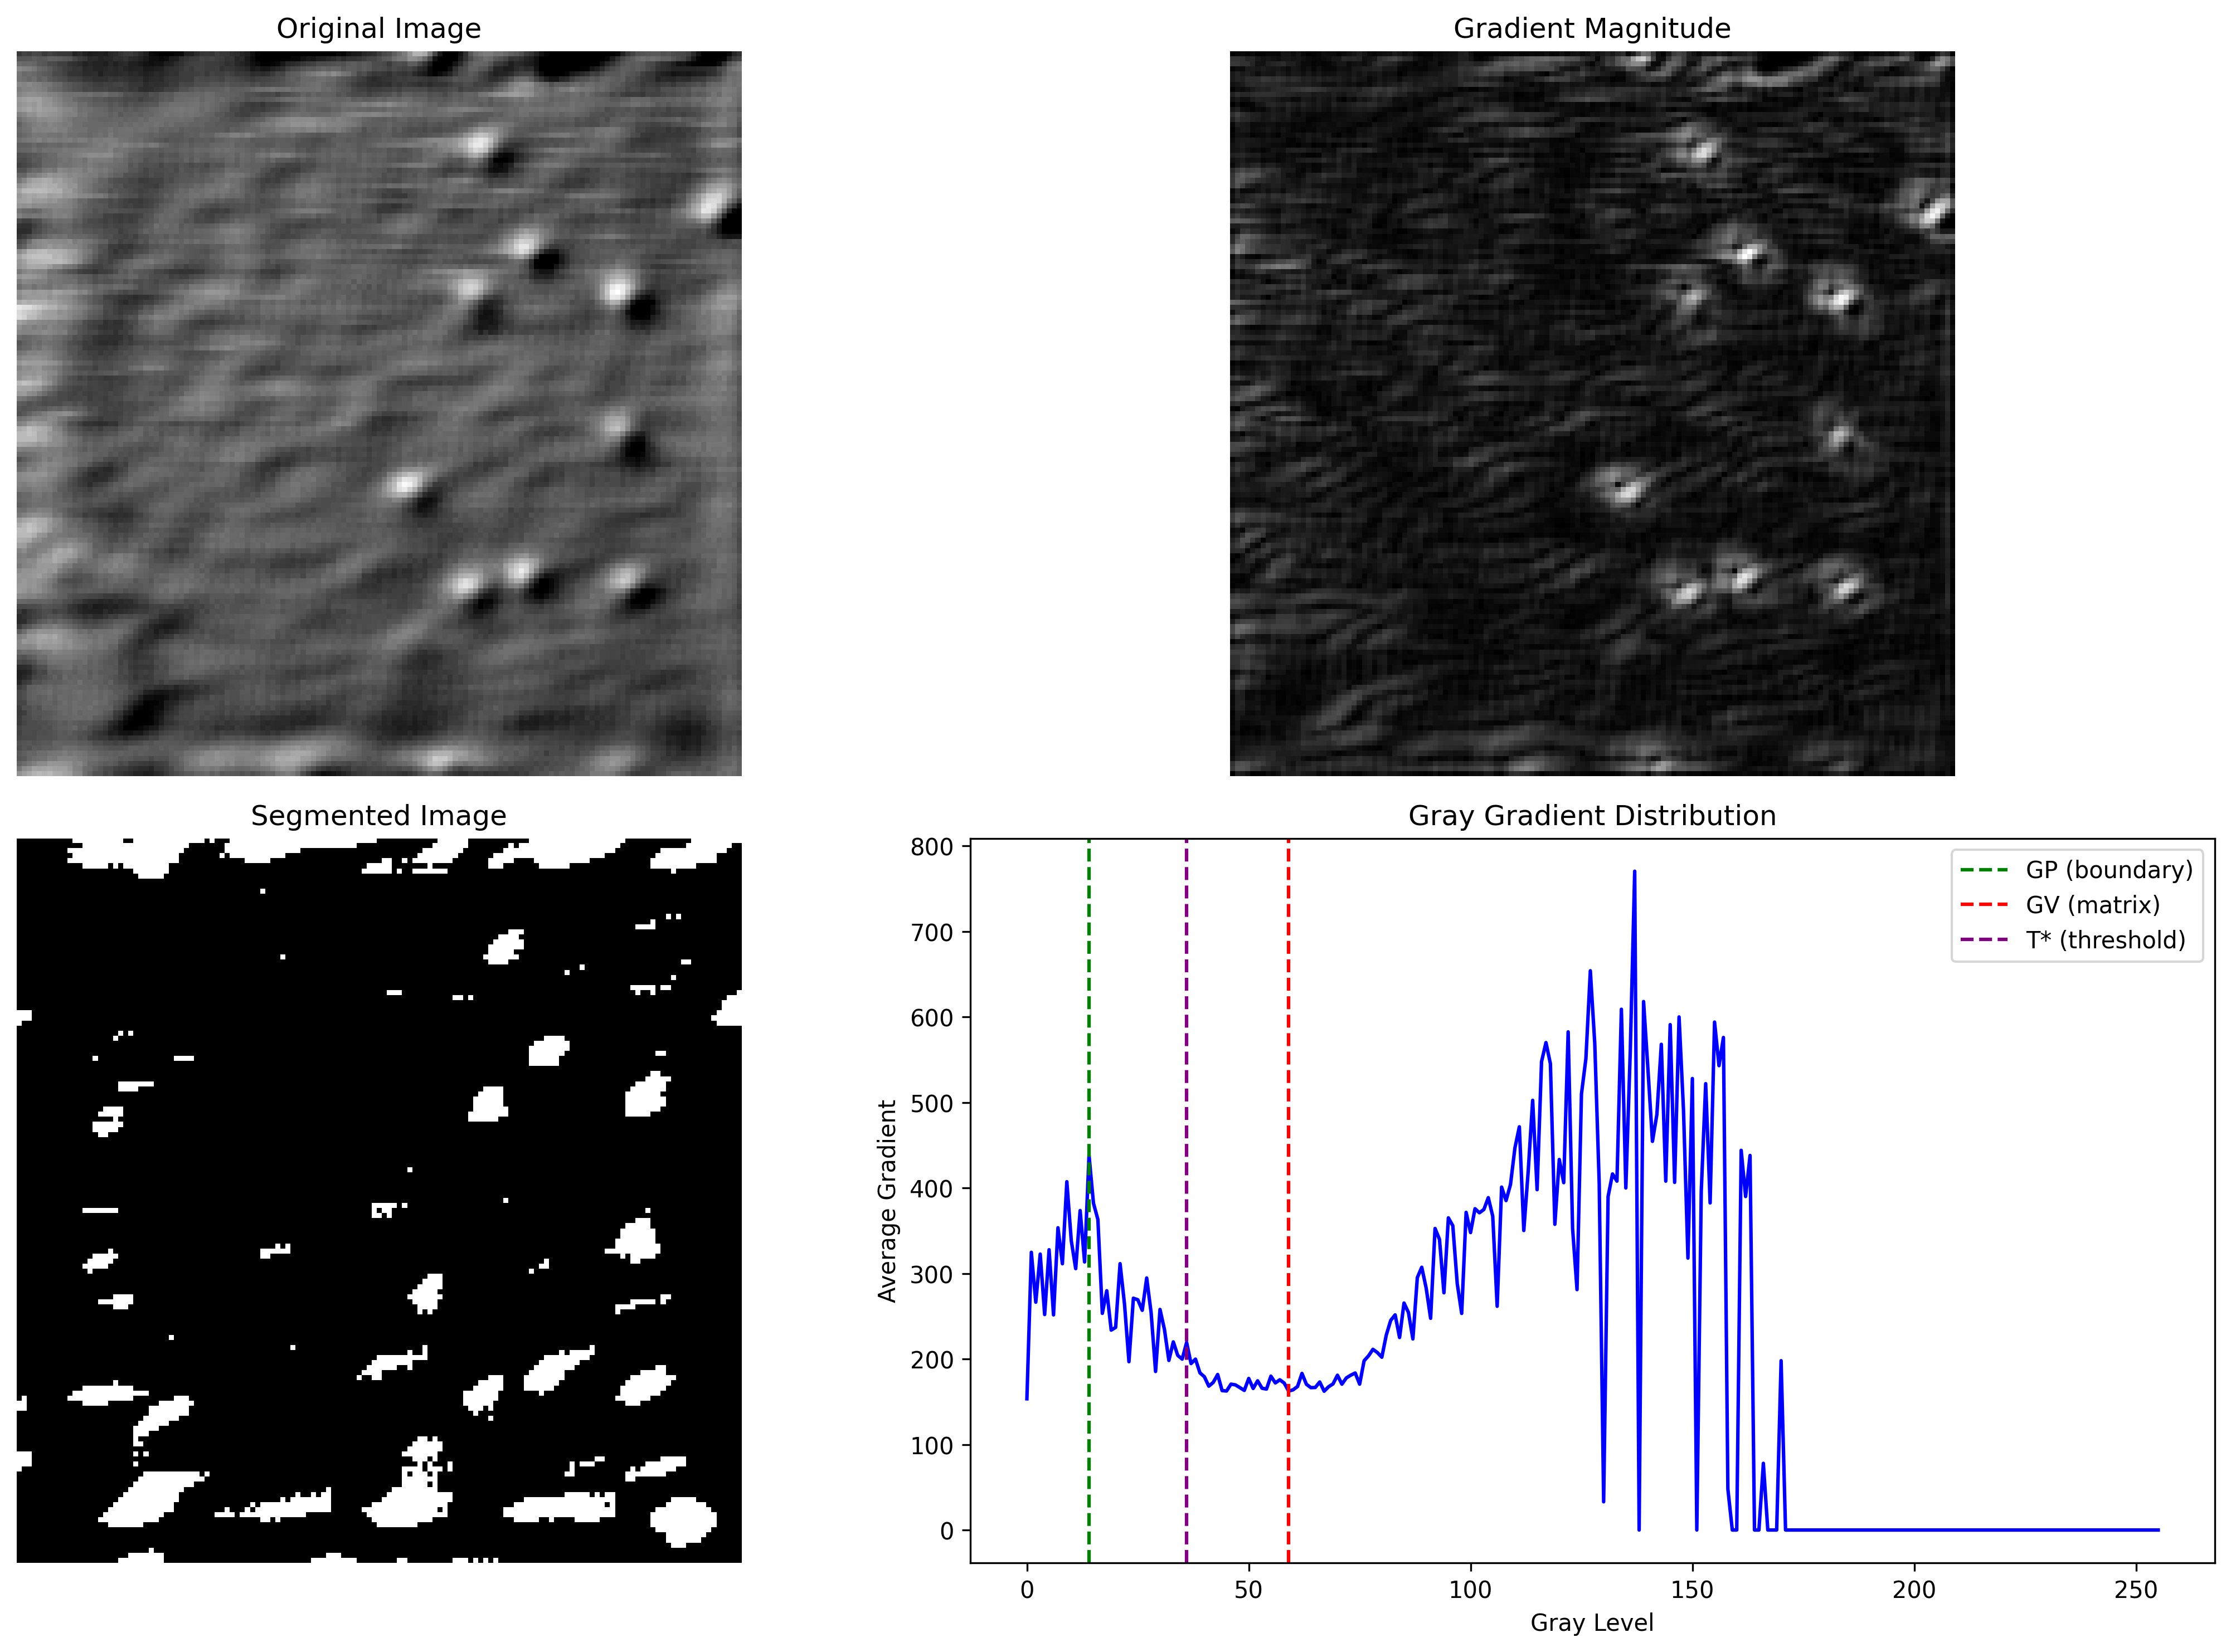 Original Image
Gradient Magnitude
Segmented Image
Gray Gradient Distribution
Average Gradient
800
700
600
500
400
300
200
100
0
GP (boundary)
GV (matrix)
T* (threshold)
0 50 100 150 200 250
Gray Level